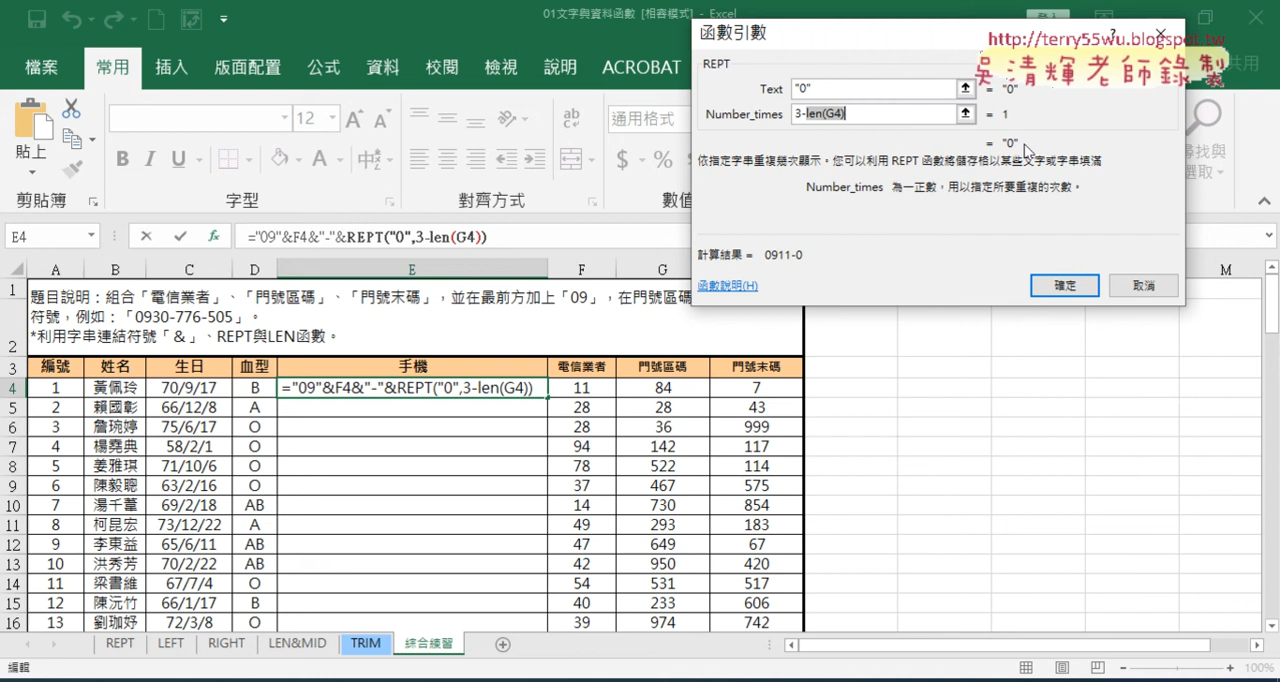 01文字與資料函數 [相容模式] - Excel
函數引數
http://terry55wu.blogspot.tw
吳清輝老師錄製
檔案 常用 插入 版面配置 公式 資料 校閱 檢視 說明 ACROBAT 共用
REPT
Text "0" = "0"
Number_times 3-len(G4) = 1
= "0"
依指定字串重複幾次顯示。您可以利用 REPT 函數將儲存格以某些文字或字串填滿
Number_times 為一正數，用以指定所要重複的次數。
計算結果 = 0911-0
函數說明(H) 確定 取消
貼上 12 B I U A 中 ab 通用格式 $ %
剪貼簿 字型 對齊方式 數值
E4 fx ="09"&F4&"-"&REPT("0",3-len(G4))
A B C D E F G M
1 題目說明：組合「電信業者」、「門號區碼」、「門號末碼」，並在最前方加上「09」，在門號區碼
符號，例如：「0930-776-505」。
2 *利用字串連結符號「&」、REPT與LEN函數。
3 編號 姓名 生日 血型 手機 電信業者 門號區碼 門號末碼
4 1 黃佩玲 70/9/17 B ="09"&F4&"-"&REPT("0",3-len(G4)) 11 84 7
5 2 賴國彰 66/12/8 A 28 28 43
6 3 詹琬婷 75/6/17 O 28 36 999
7 4 楊堯典 58/2/1 O 94 142 117
8 5 姜雅琪 71/10/6 O 78 522 114
9 6 陳毅聰 63/2/16 O 37 467 575
10 7 湯千葦 69/2/18 AB 14 730 854
11 8 柯昆宏 73/12/22 A 49 293 183
12 9 李東益 65/6/11 AB 47 649 67
13 10 洪秀芳 70/2/22 AB 42 950 420
14 11 梁書維 67/7/4 O 54 531 517
15 12 陳沅竹 66/1/17 B 40 233 606
16 13 劉珈妤 72/3/8 O 39 974 742
REPT LEFT RIGHT LEN&MID TRIM 綜合練習
編輯 100%